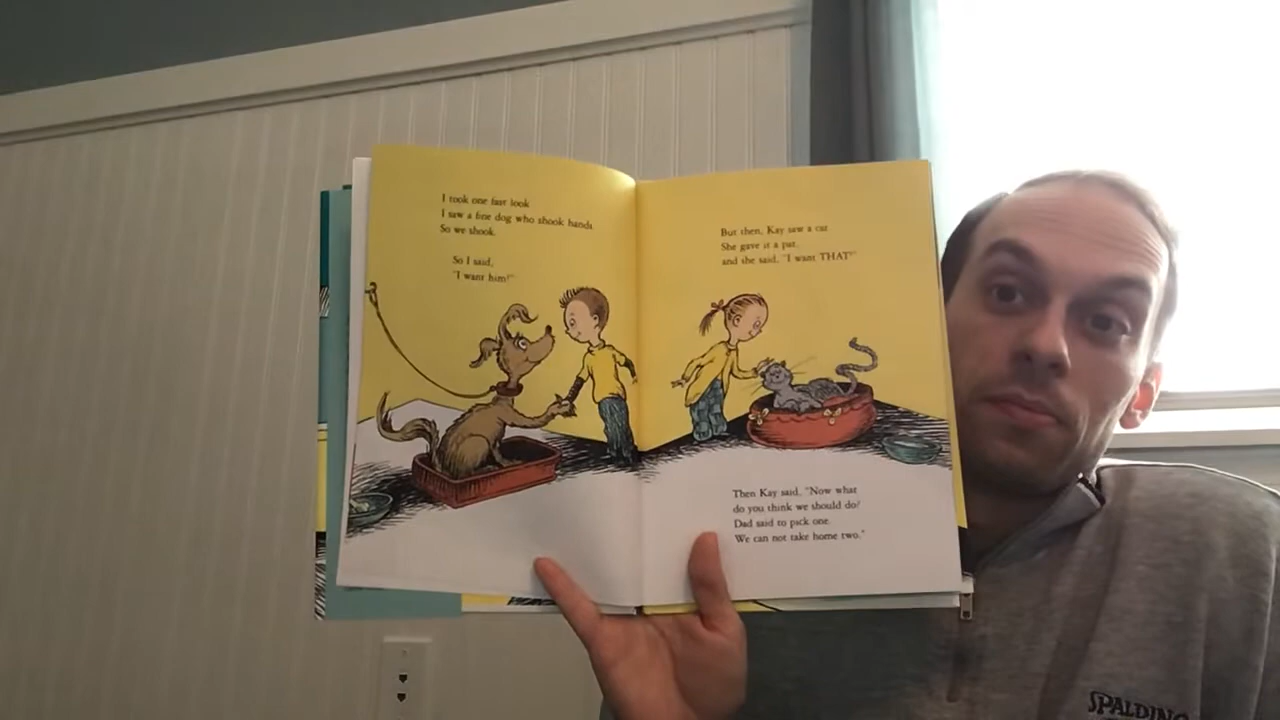 I took one fast look
I saw a fine dog who shook hands.
So we shook.
So I said,
"I want him!"
But then, Kay saw a cat
She gave it a pat,
and she said, "I want THAT!"
Then Kay said, "Now what
do you think we should do?
Dad said to pick one.
We can not take home two."
SPALDING